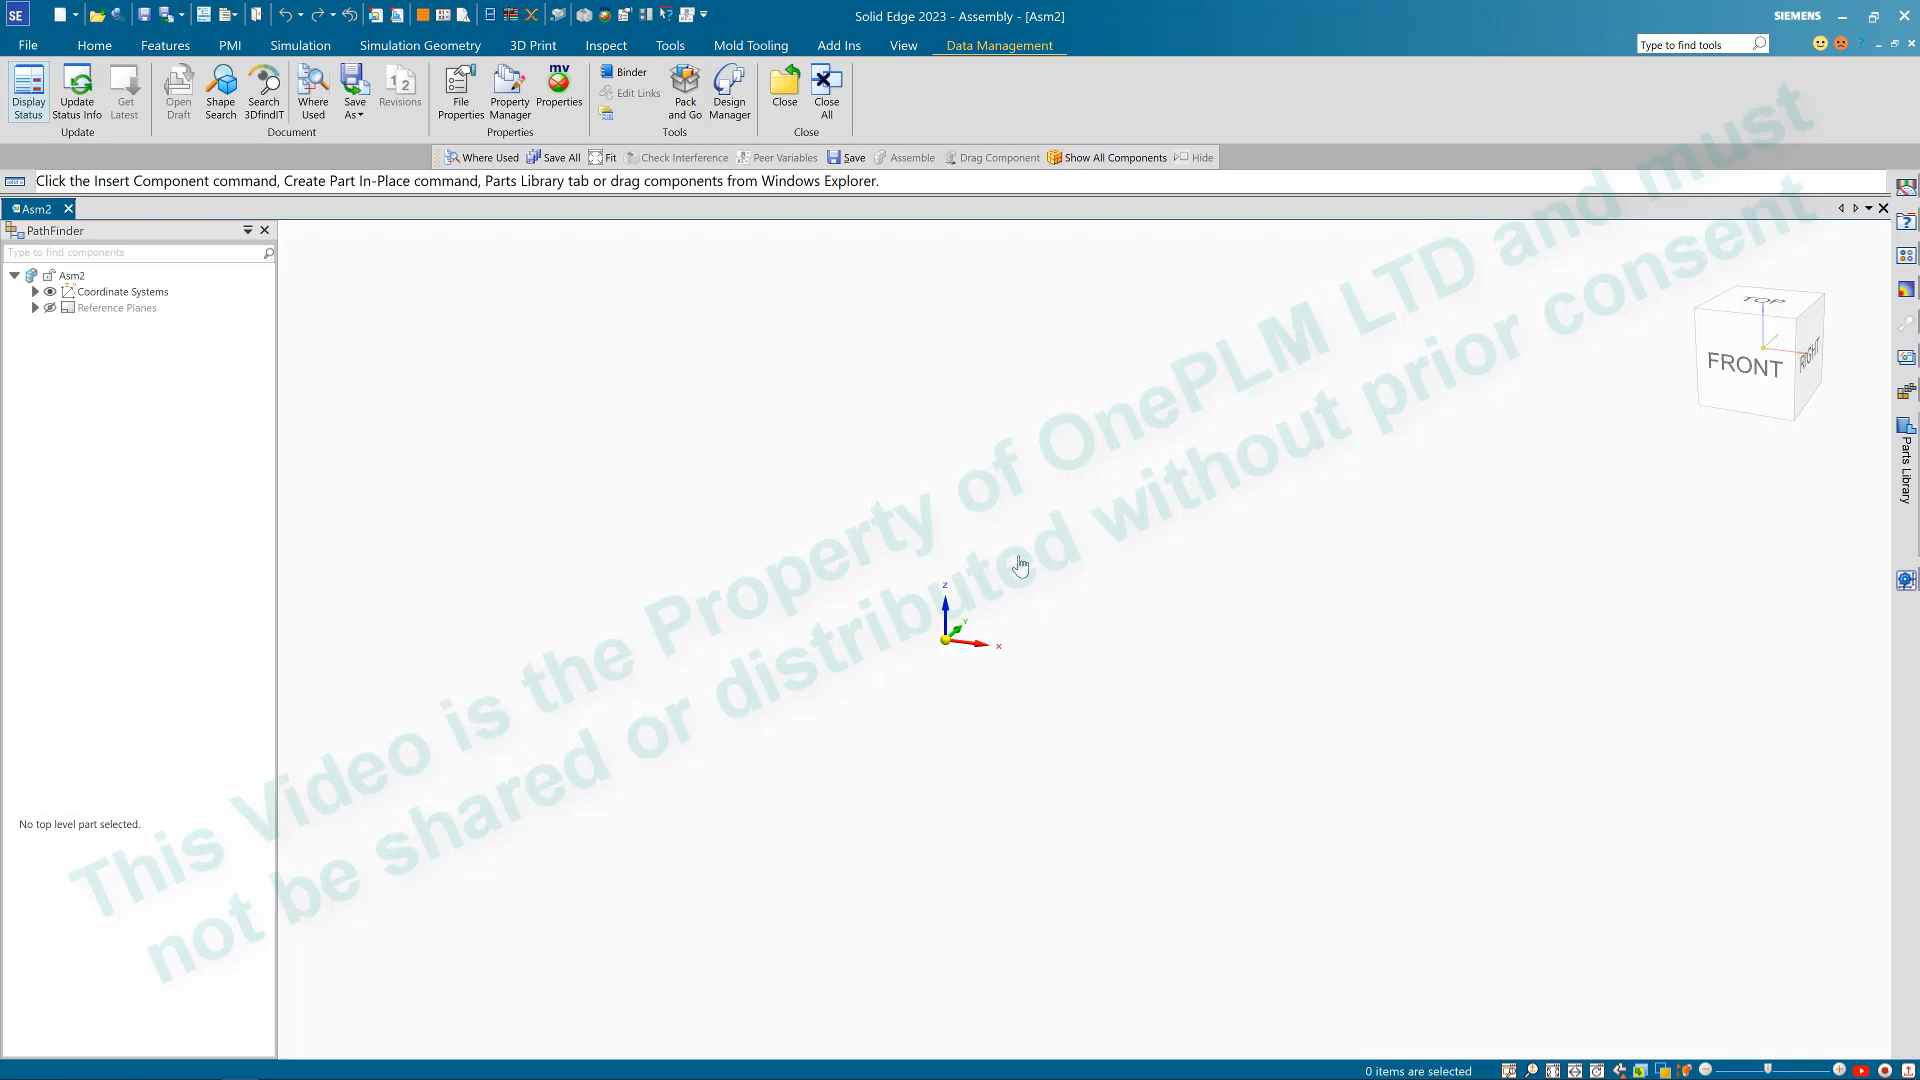 SE
Solid Edge 2023 - Assembly - [Asm2]
SIEMENS
File
Home
Features
PMI
Simulation
Simulation Geometry
3D Print
Inspect
Tools
Mold Tooling
Add Ins
View
Data Management
Type to find tools
Display Status
Update Status Info
Get Latest
Update
Open Draft
Shape Search
Search 3DfindIT
Where Used
Save As
Revisions
Document
File Properties
Property Manager
mv
Properties
Properties
Binder
Edit Links
Pack and Go
Design Manager
Tools
Close
Close All
Close
Where Used
Save All
Fit
Check Interference
Peer Variables
Save
Assemble
Drag Component
Show All Components
Hide
Click the Insert Component command, Create Part In-Place command, Parts Library tab or drag components from Windows Explorer.
Asm2
PathFinder
Type to find components
Asm2
Coordinate Systems
Reference Planes
No top level part selected.
TOP
FRONT
RIGHT
Z
Y
X
Parts Library
This Video is the Property of OnePLM LTD and must
not be shared or distributed without prior consent
0 items are selected